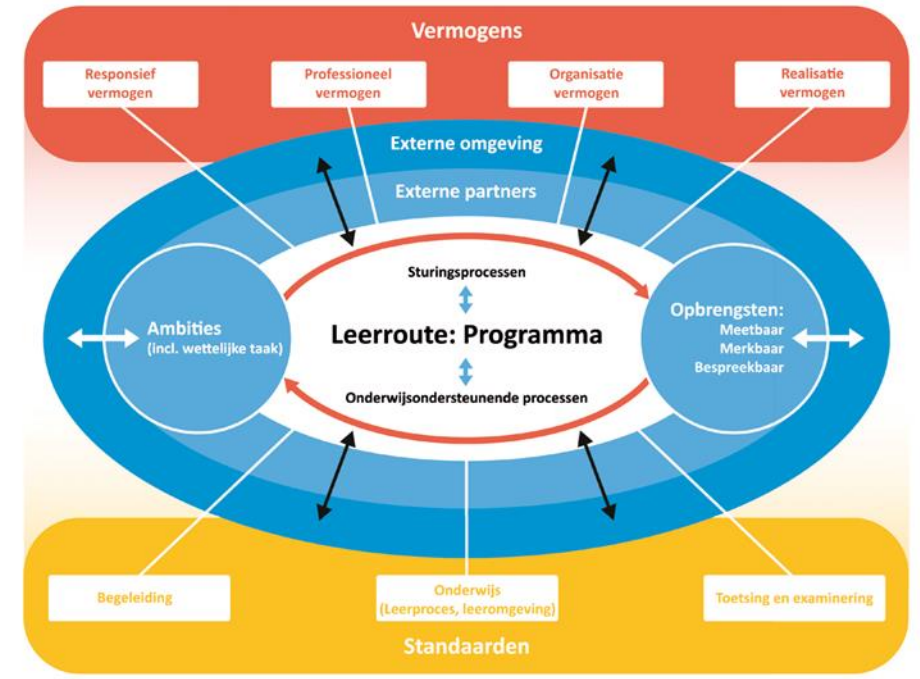 Vermogens
Responsief
vermogen
Professioneel
vermogen
Organisatie
vermogen
Realisatie
vermogen
Externe omgeving
Externe partners
Sturingsprocessen
Leerroute: Programma
Onderwijsondersteunende processen
Ambities
(incl. wettelijke taak)
Opbrengsten:
Meetbaar
Merkbaar
Bespreekbaar
Begeleiding
Onderwijs
(Leerproces, leeromgeving)
Toetsing en examinering
Standaarden